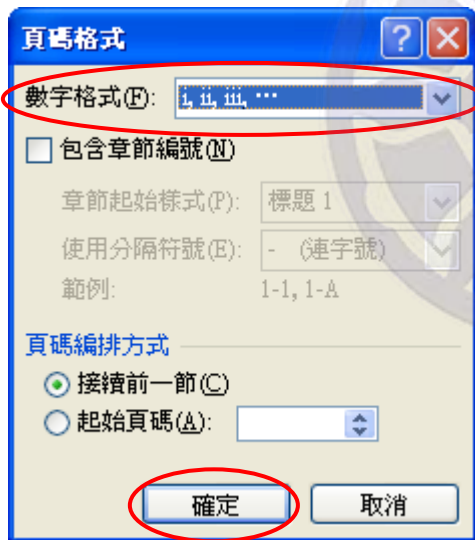 頁碼格式
數字格式(F): i, ii, iii, …
包含章節編號(N)
章節起始樣式(P): 標題 1
使用分隔符號(E): - (連字號)
範例: 1-1, 1-A
頁碼編排方式
接續前一節(C)
起始頁碼(A):
確定 取消